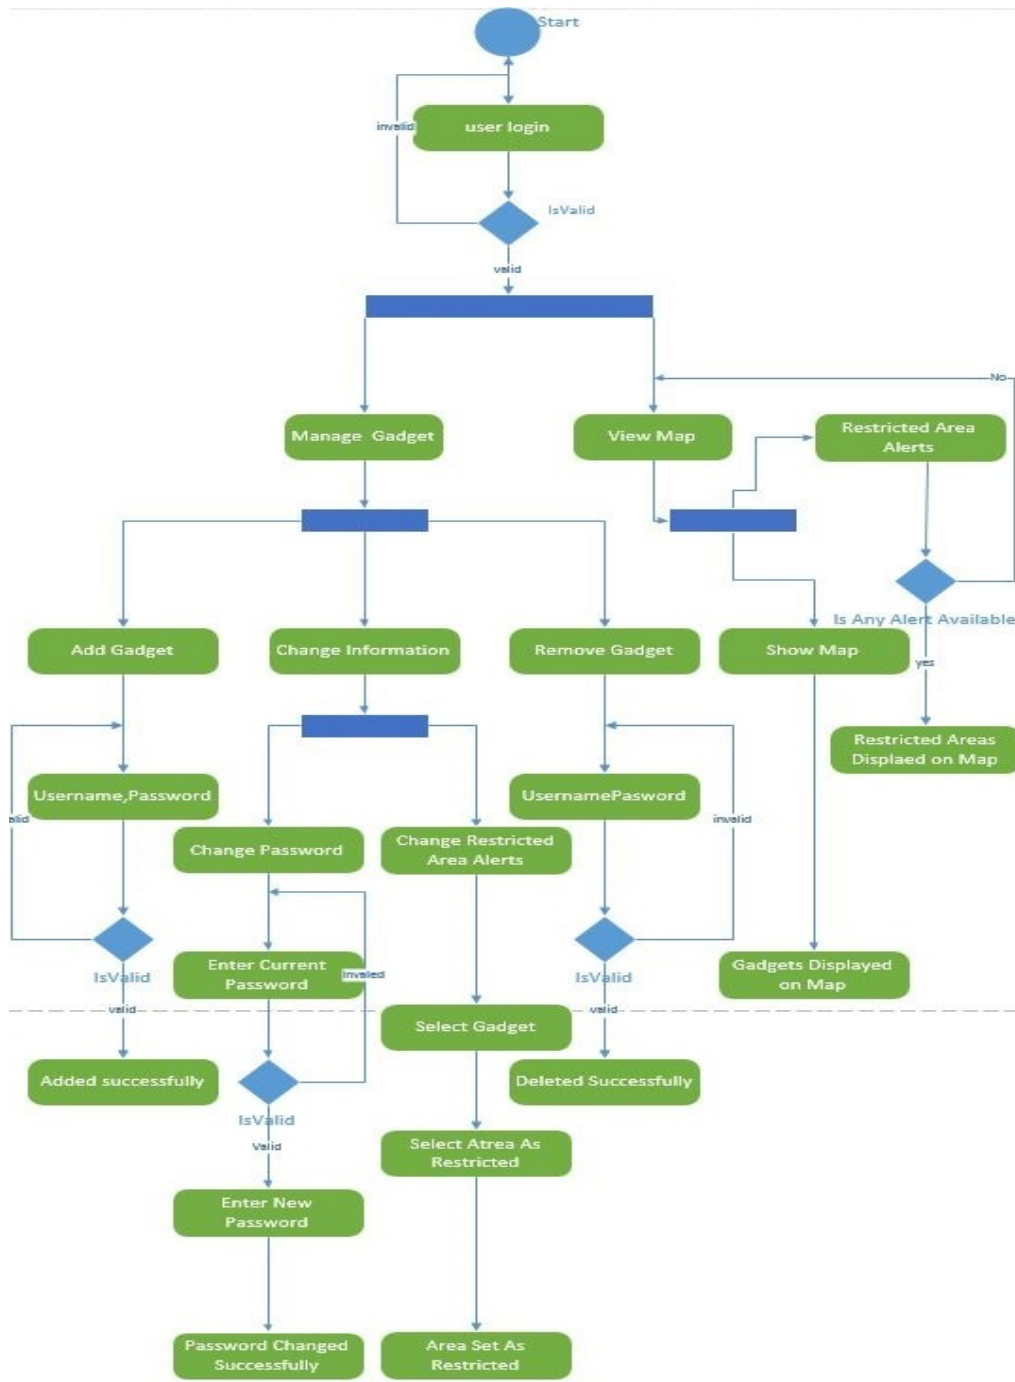 Start
invalid
user login
IsValid
valid
No
Manage Gadget
View Map
Restricted Area
Alerts
Is Any Alert Available
Add Gadget
Change Information
Remove Gadget
Show Map
yes
Restricted Areas
Displaed on Map
Username,Password
UsernamePasword
alid
invalid
Change Password
Change Restricted
Area Alerts
IsValid
Enter Current
Password
Invaled
IsValid
Gadgets Displayed
on Map
valid
valid
Select Gadget
Added successfully
Deleted Successfully
IsValid
Valid
Select Atrea As
Restricted
Enter New
Password
Password Changed
Successfully
Area Set As
Restricted